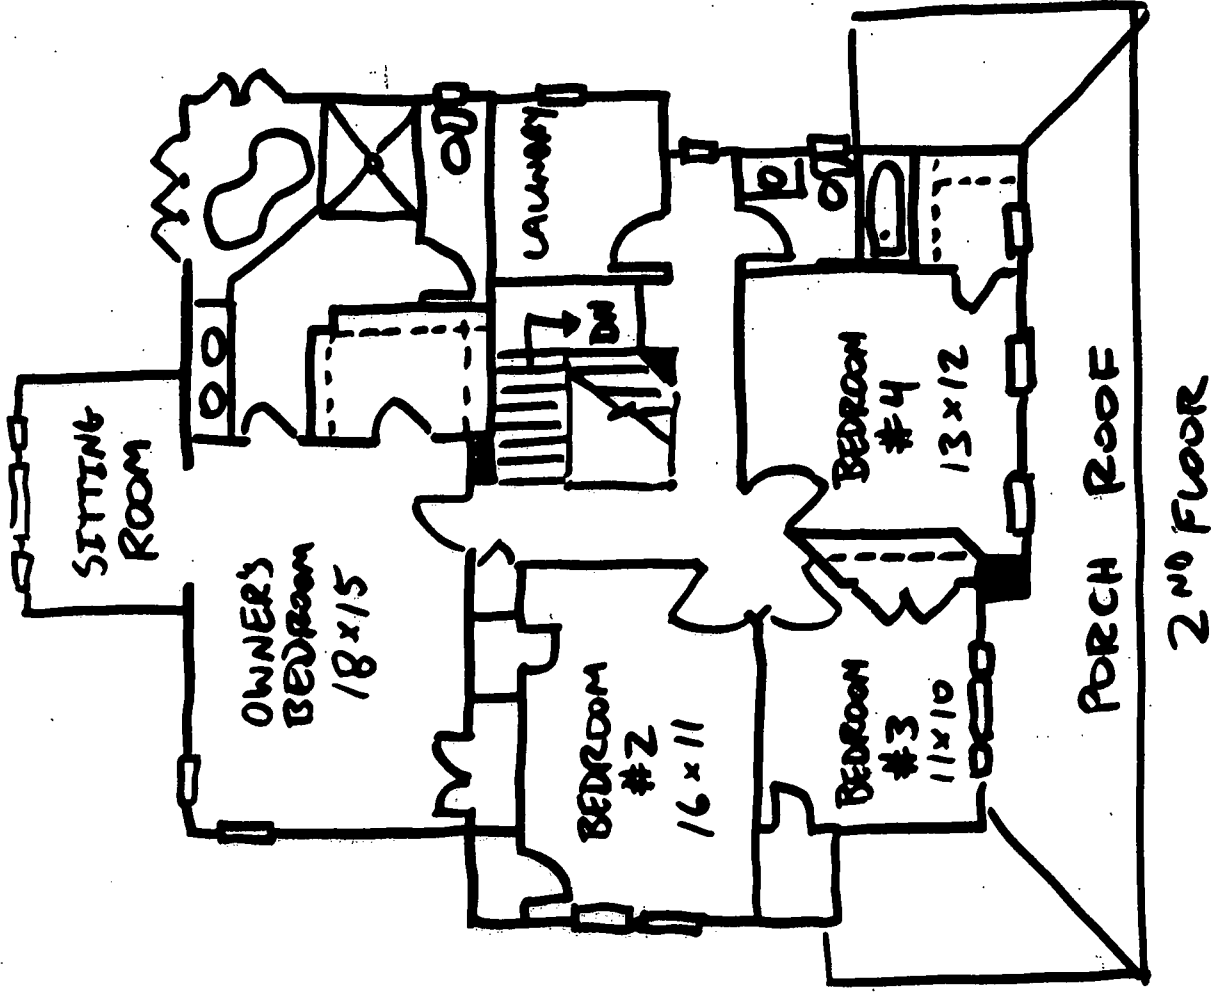 SITTING
ROOM
OWNER'S
BEDROOM
18 x 15
LAUNDRY
DN
BEDROOM
#2
16 x 11
BEDROOM
#4
13 x 12
BEDROOM
#3
11 x 10
PORCH ROOF
2ND FLOOR